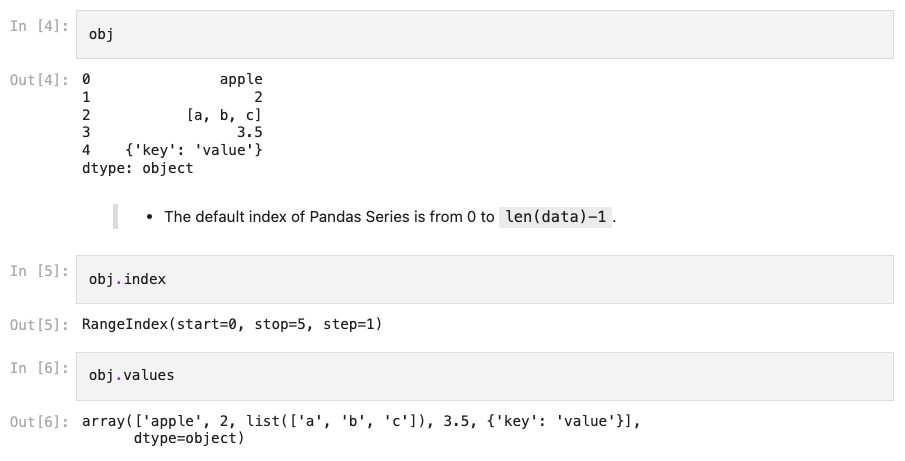 In [4]: obj
Out[4]: 0 apple
1 2
2 [a, b, c]
3 3.5
4 {'key': 'value'}
dtype: object
• The default index of Pandas Series is from 0 to len(data)-1.
In [5]: obj.index
Out[5]: RangeIndex(start=0, stop=5, step=1)
In [6]: obj.values
Out[6]: array(['apple', 2, list(['a', 'b', 'c']), 3.5, {'key': 'value'}],
dtype=object)